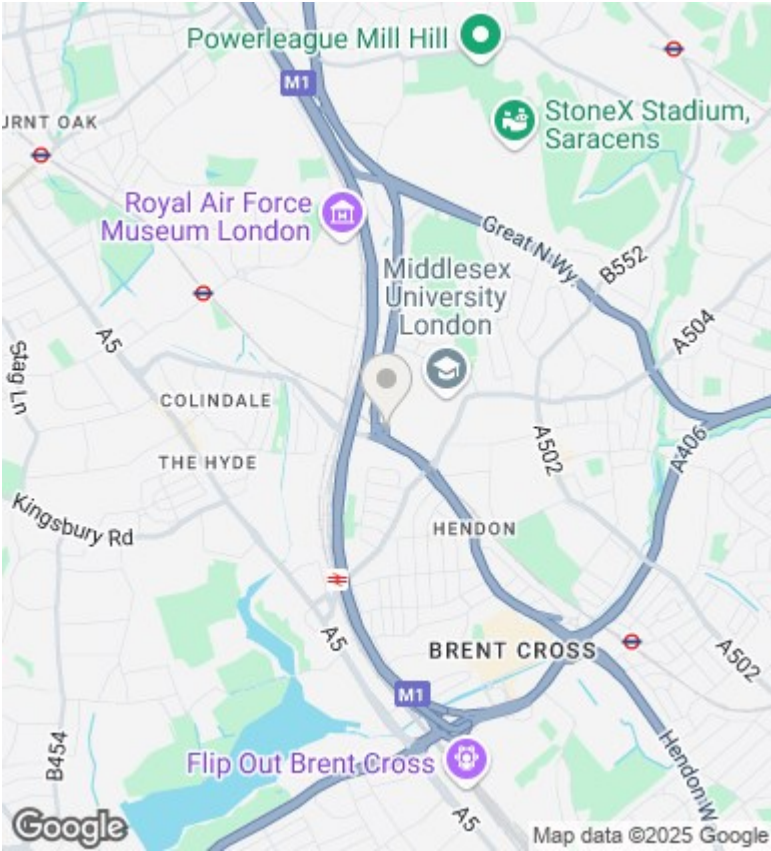 Powerleague Mill Hill
M1
URNT OAK
StoneX Stadium,
Saracens
Royal Air Force
Museum London
Great N Wy.
Middlesex
University
London
B552
A5
A504
Stag Ln
COLINDALE
THE HYDE
A502
A406
Kingsbury Rd
HENDON
A5
BRENT CROSS
A502
M1
B454
Flip Out Brent Cross
Hendon W
A5
Google
Map data ©2025 Google